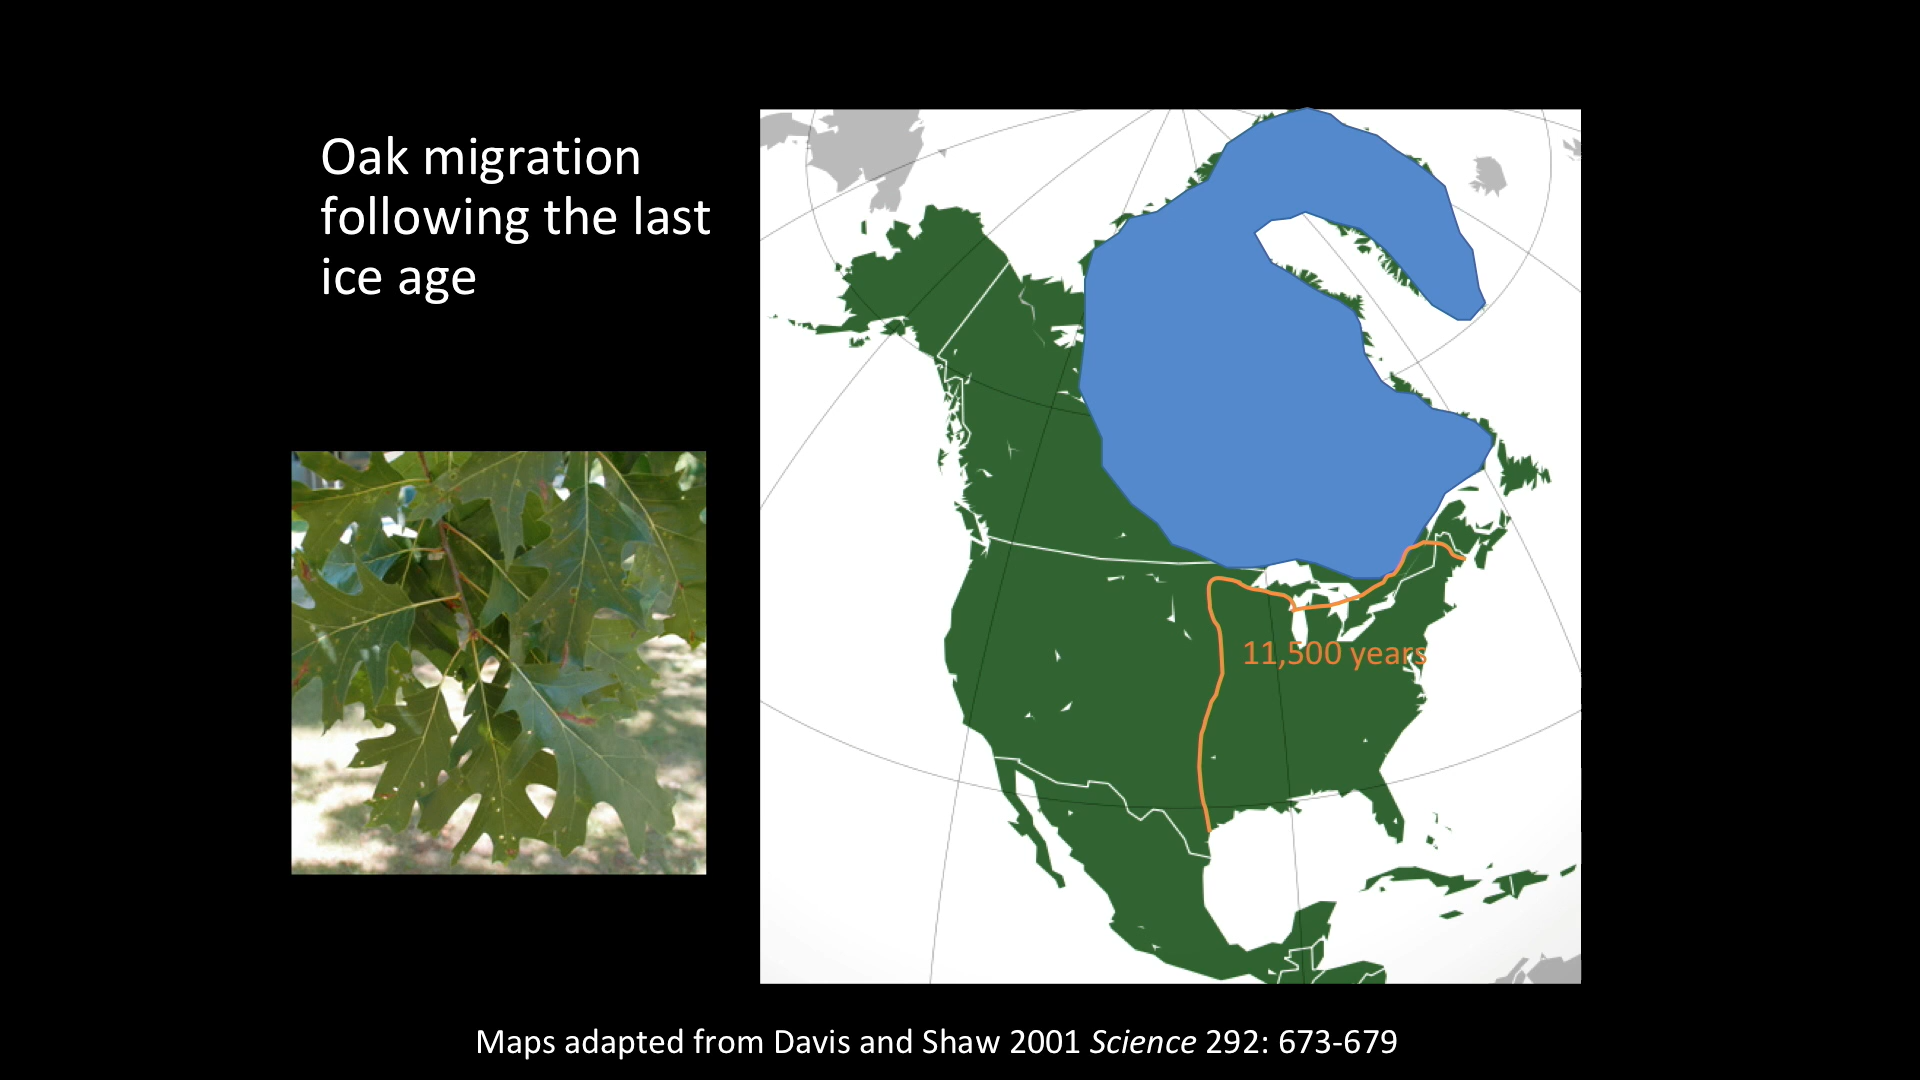 Oak migration
following the last
ice age
11,500 years
Maps adapted from Davis and Shaw 2001 Science 292: 673-679